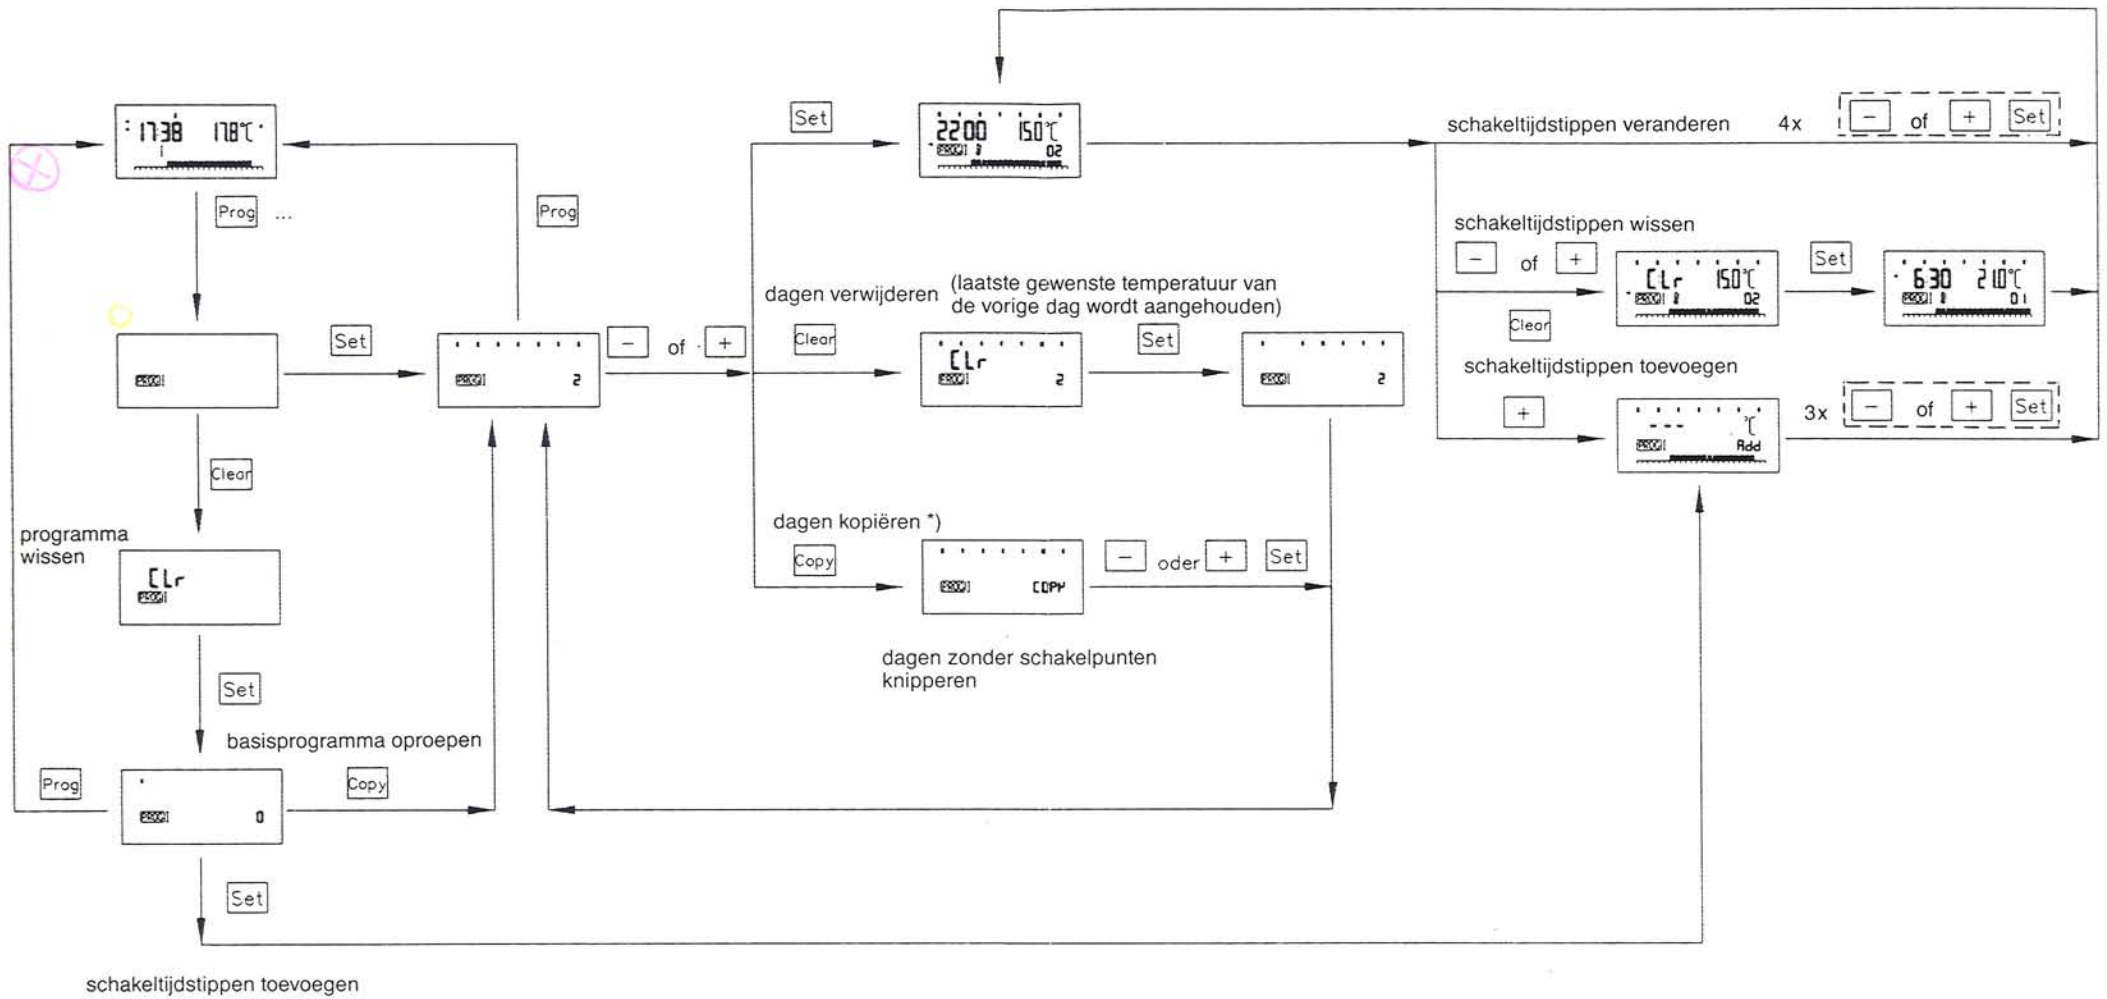 Set
schakeltijdstippen veranderen 4x - of + Set
17:38 17.8°C
22:00 15.0°C
PROG I 02
Prog ...
Prog
schakeltijdstippen wissen
- of +
CLr 15.0°C
PROG I 02
Set
6:30 21.0°C
PROG I 01
Clear
dagen verwijderen (laatste gewenste temperatuur van
de vorige dag wordt aangehouden)
Set
- of +
Clear
CLr
PROG I 2
Set
PROG I
PROG I 2
PROG I 2
schakeltijdstippen toevoegen
+
--- °C
PROG I Add
3x - of + Set
Clear
programma
wissen
CLr
PROG I
dagen kopiëren *)
Copy
PROG I COPY
- oder + Set
dagen zonder schakelpunten
knipperen
Set
basisprogramma oproepen
Prog
PROG I 0
Copy
Set
schakeltijdstippen toevoegen